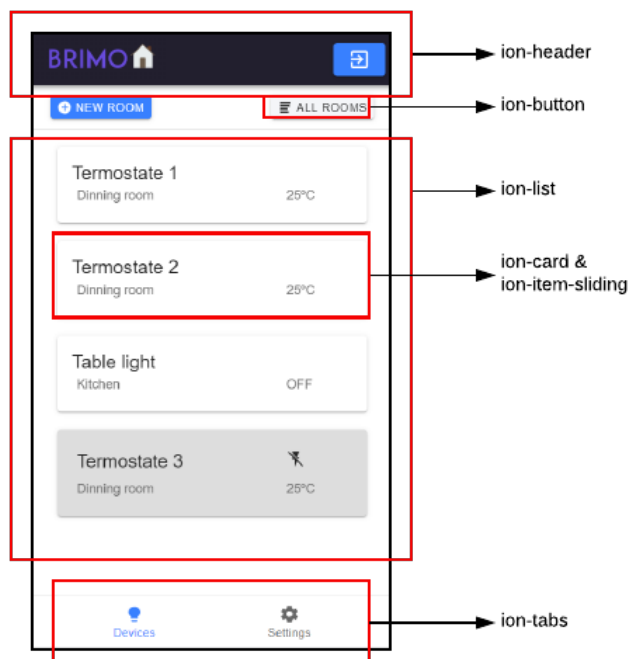 BRIMO
ion-header
NEW ROOM
ALL ROOMS
ion-button
Termostate 1
Dinning room 25ºC
ion-list
Termostate 2
Dinning room 25ºC
ion-card &
ion-item-sliding
Table light
Kitchen OFF
Termostate 3
Dinning room 25ºC
Devices
Settings
ion-tabs